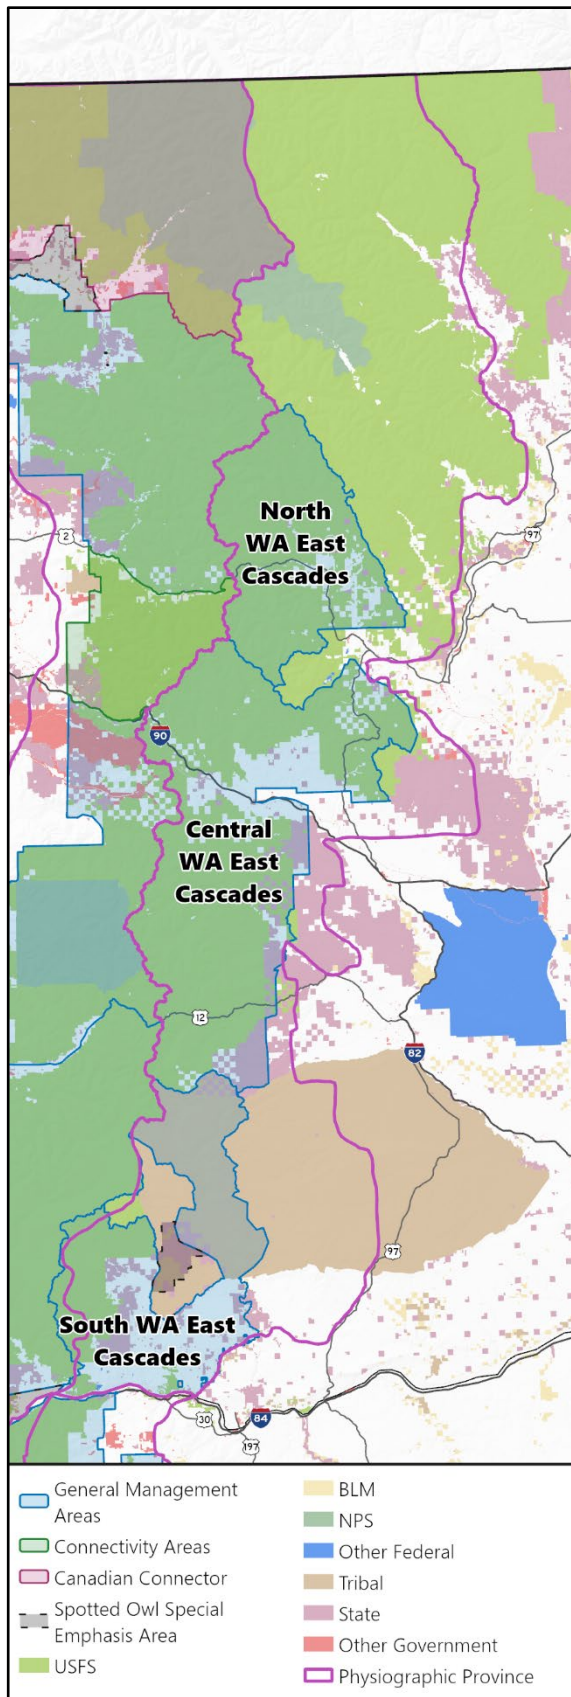 North
WA East
Cascades
2
97
90
Central
WA East
Cascades
12
82
97
South WA East
Cascades
30
84
197
General Management
Areas
Connectivity Areas
Canadian Connector
Spotted Owl Special
Emphasis Area
USFS
BLM
NPS
Other Federal
Tribal
State
Other Government
Physiographic Province